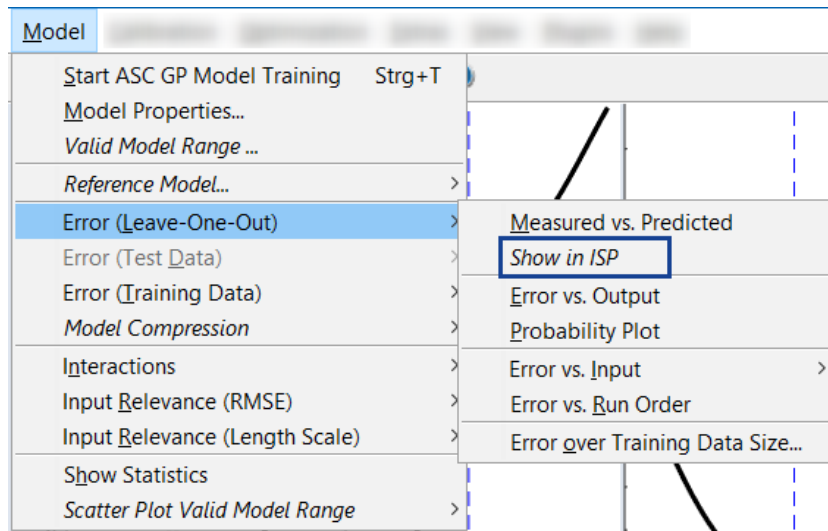 Model
Start ASC GP Model Training Strg+T
Model Properties...
Valid Model Range ...
Reference Model...
Error (Leave-One-Out)
Error (Test Data)
Error (Training Data)
Model Compression
Interactions
Input Relevance (RMSE)
Input Relevance (Length Scale)
Show Statistics
Scatter Plot Valid Model Range
Measured vs. Predicted
Show in ISP
Error vs. Output
Probability Plot
Error vs. Input
Error vs. Run Order
Error over Training Data Size...